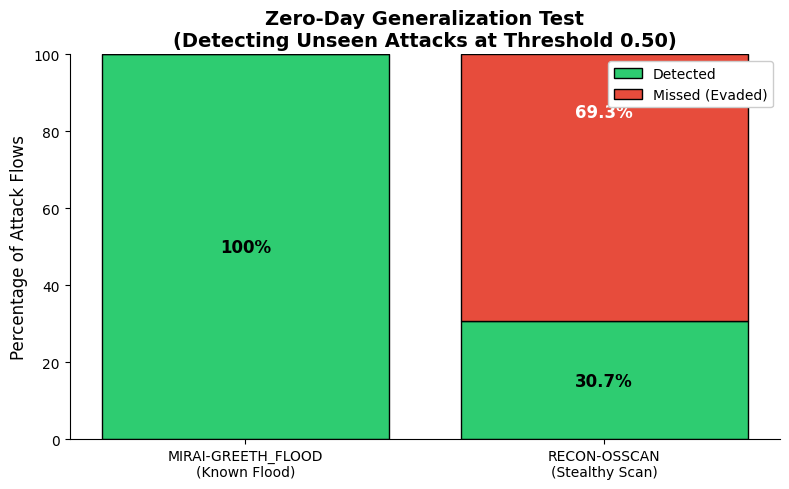 Zero-Day Generalization Test
(Detecting Unseen Attacks at Threshold 0.50)
Percentage of Attack Flows
100
80
60
40
20
0
Detected
Missed (Evaded)
69.3%
100%
30.7%
MIRAI-GREETH_FLOOD
(Known Flood)
RECON-OSSCAN
(Stealthy Scan)